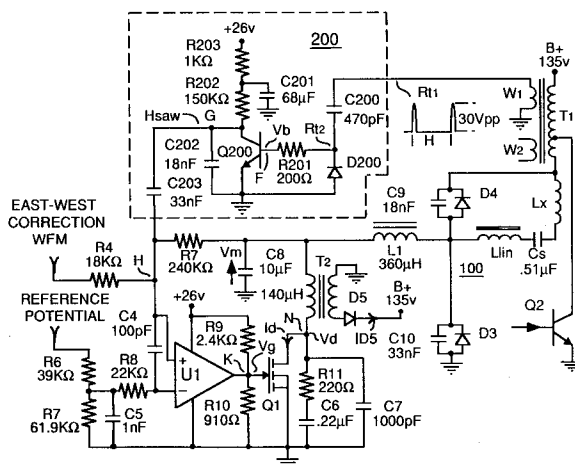 +26v
200
R203
1KΩ
R202
150KΩ
C201
68μF
Hsaw
G
C202
18nF
C203
33nF
Q200
Vb
F
R201
200Ω
Rt2
C200
470pF
D200
Rt1
H
30Vpp
W1
W2
B+
135v
T1
EAST-WEST
CORRECTION
WFM
R4
18KΩ
H
REFERENCE
POTENTIAL
R7
240KΩ
Vm
C8
10μF
140μH
T2
C9
18nF
D4
L1
360μH
100
Lx
Llin
Cs
.51μF
B+
135v
D5
ID5
C4
100pF
+26v
R9
2.4KΩ
R6
39KΩ
R8
22KΩ
R7
61.9KΩ
C5
1nF
+
U1
−
K
Vg
R10
910Ω
Id
Q1
N
Vd
R11
220Ω
C6
.22μF
C7
1000pF
C10
33nF
D3
Q2